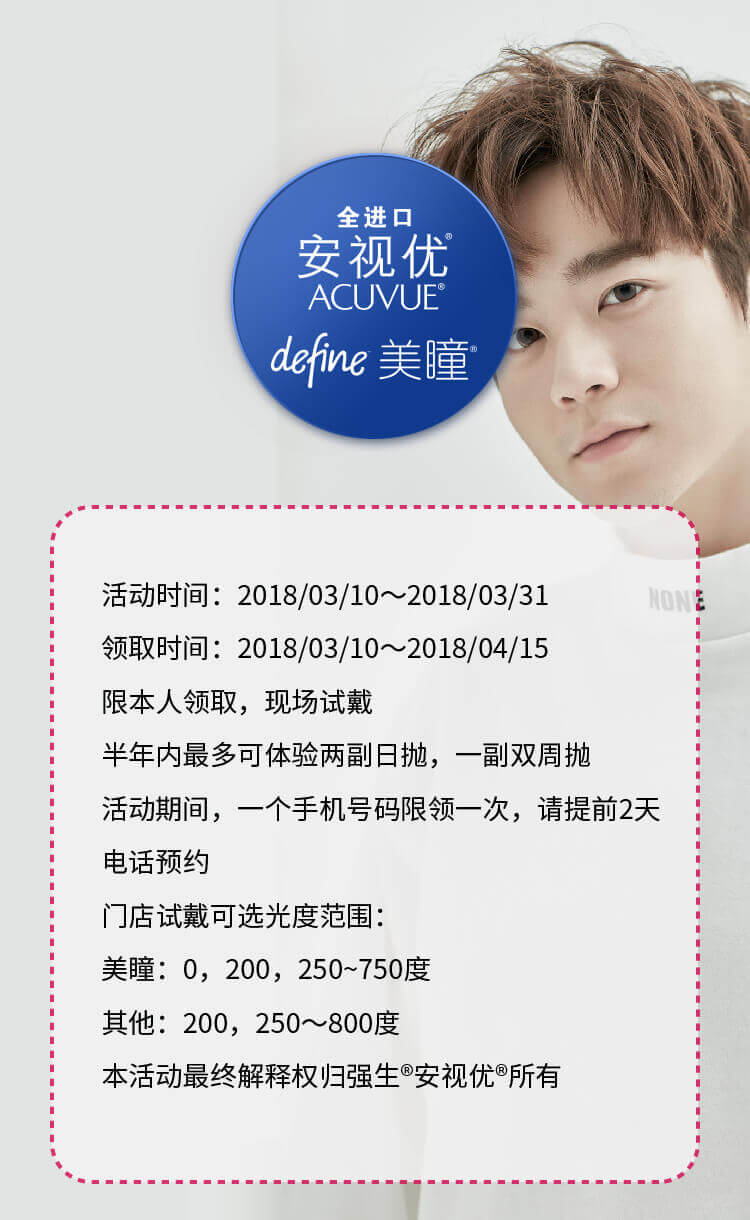 全进口
安视优®
ACUVUE®
define™ 美瞳®
NONE
活动时间：2018/03/10～2018/03/31
领取时间：2018/03/10～2018/04/15
限本人领取，现场试戴
半年内最多可体验两副日抛，一副双周抛
活动期间，一个手机号码限领一次，请提前2天
电话预约
门店试戴可选光度范围：
美瞳：0，200，250~750度
其他：200，250～800度
本活动最终解释权归强生®安视优®所有